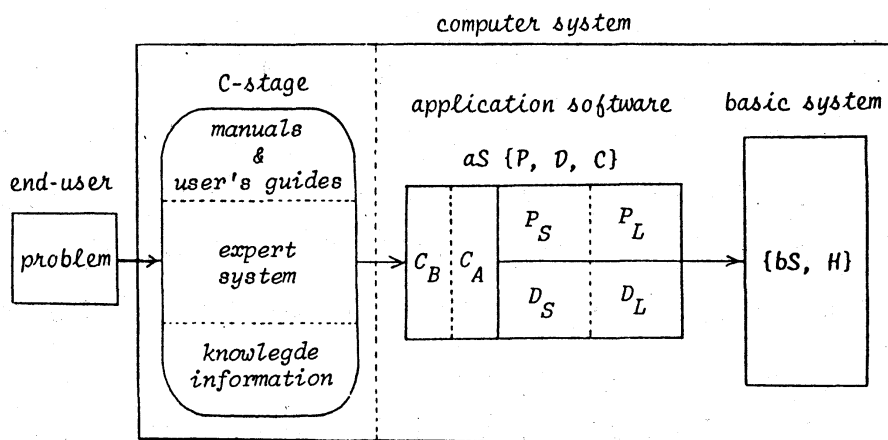 computer system
C-stage
application software
basic system
manuals
&
user's guides
aS {P, D, C}
end-user
problem
expert
system
C_B
C_A
P_S
P_L
D_S
D_L
{bS, H}
knowlegde
information